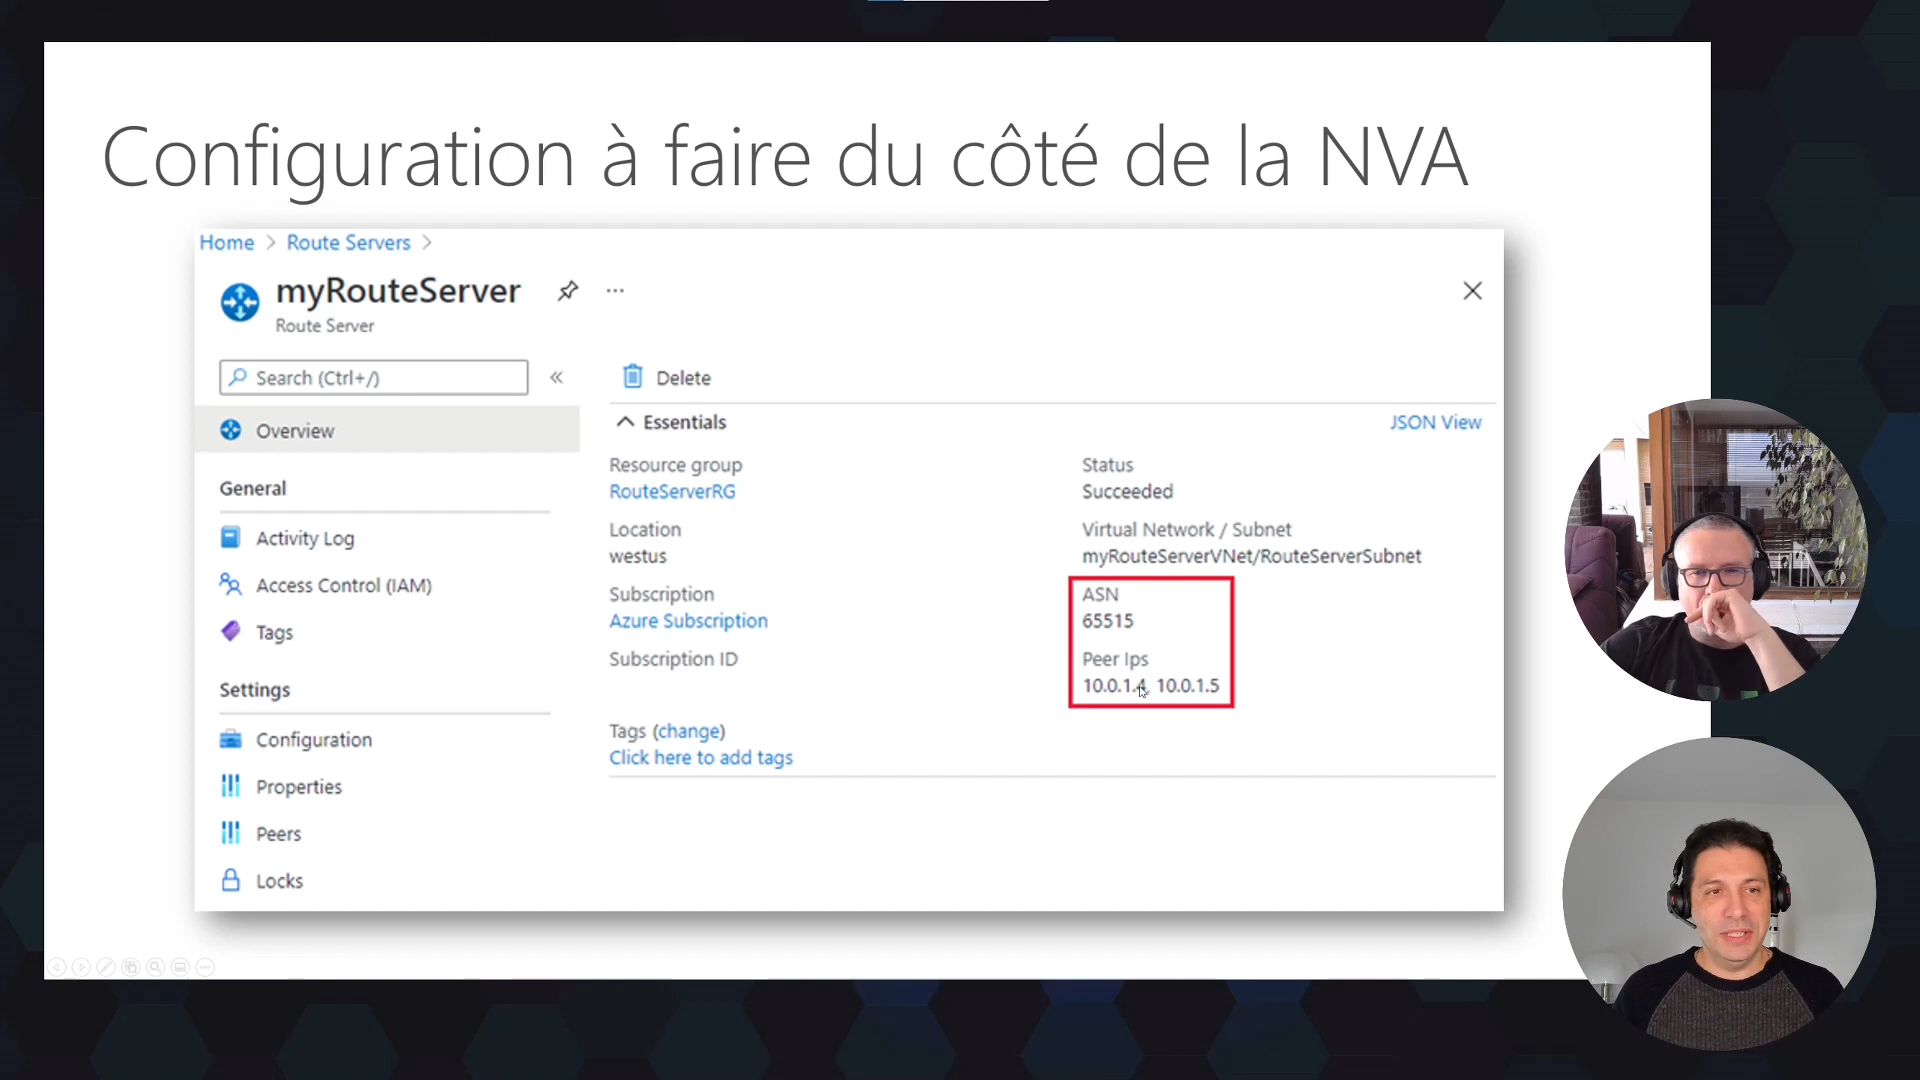 Configuration à faire du côté de la NVA
Home > Route Servers >
myRouteServer
Route Server
Search (Ctrl+/)
«
Delete
Overview
Essentials
JSON View
General
Activity Log
Access Control (IAM)
Tags
Settings
Configuration
Properties
Peers
Locks
Resource group
RouteServerRG
Location
westus
Subscription
Azure Subscription
Subscription ID
Status
Succeeded
Virtual Network / Subnet
myRouteServerVNet/RouteServerSubnet
ASN
65515
Peer Ips
10.0.1.4, 10.0.1.5
Tags (change)
Click here to add tags